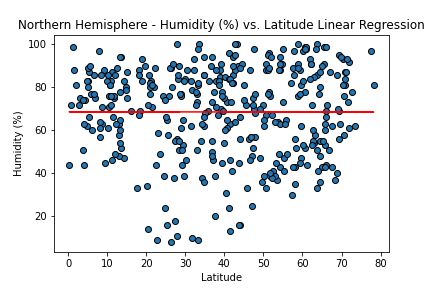 Northern Hemisphere - Humidity (%) vs. Latitude Linear Regression
100
80
60
40
20
Humidity (%)
0 10 20 30 40 50 60 70 80
Latitude